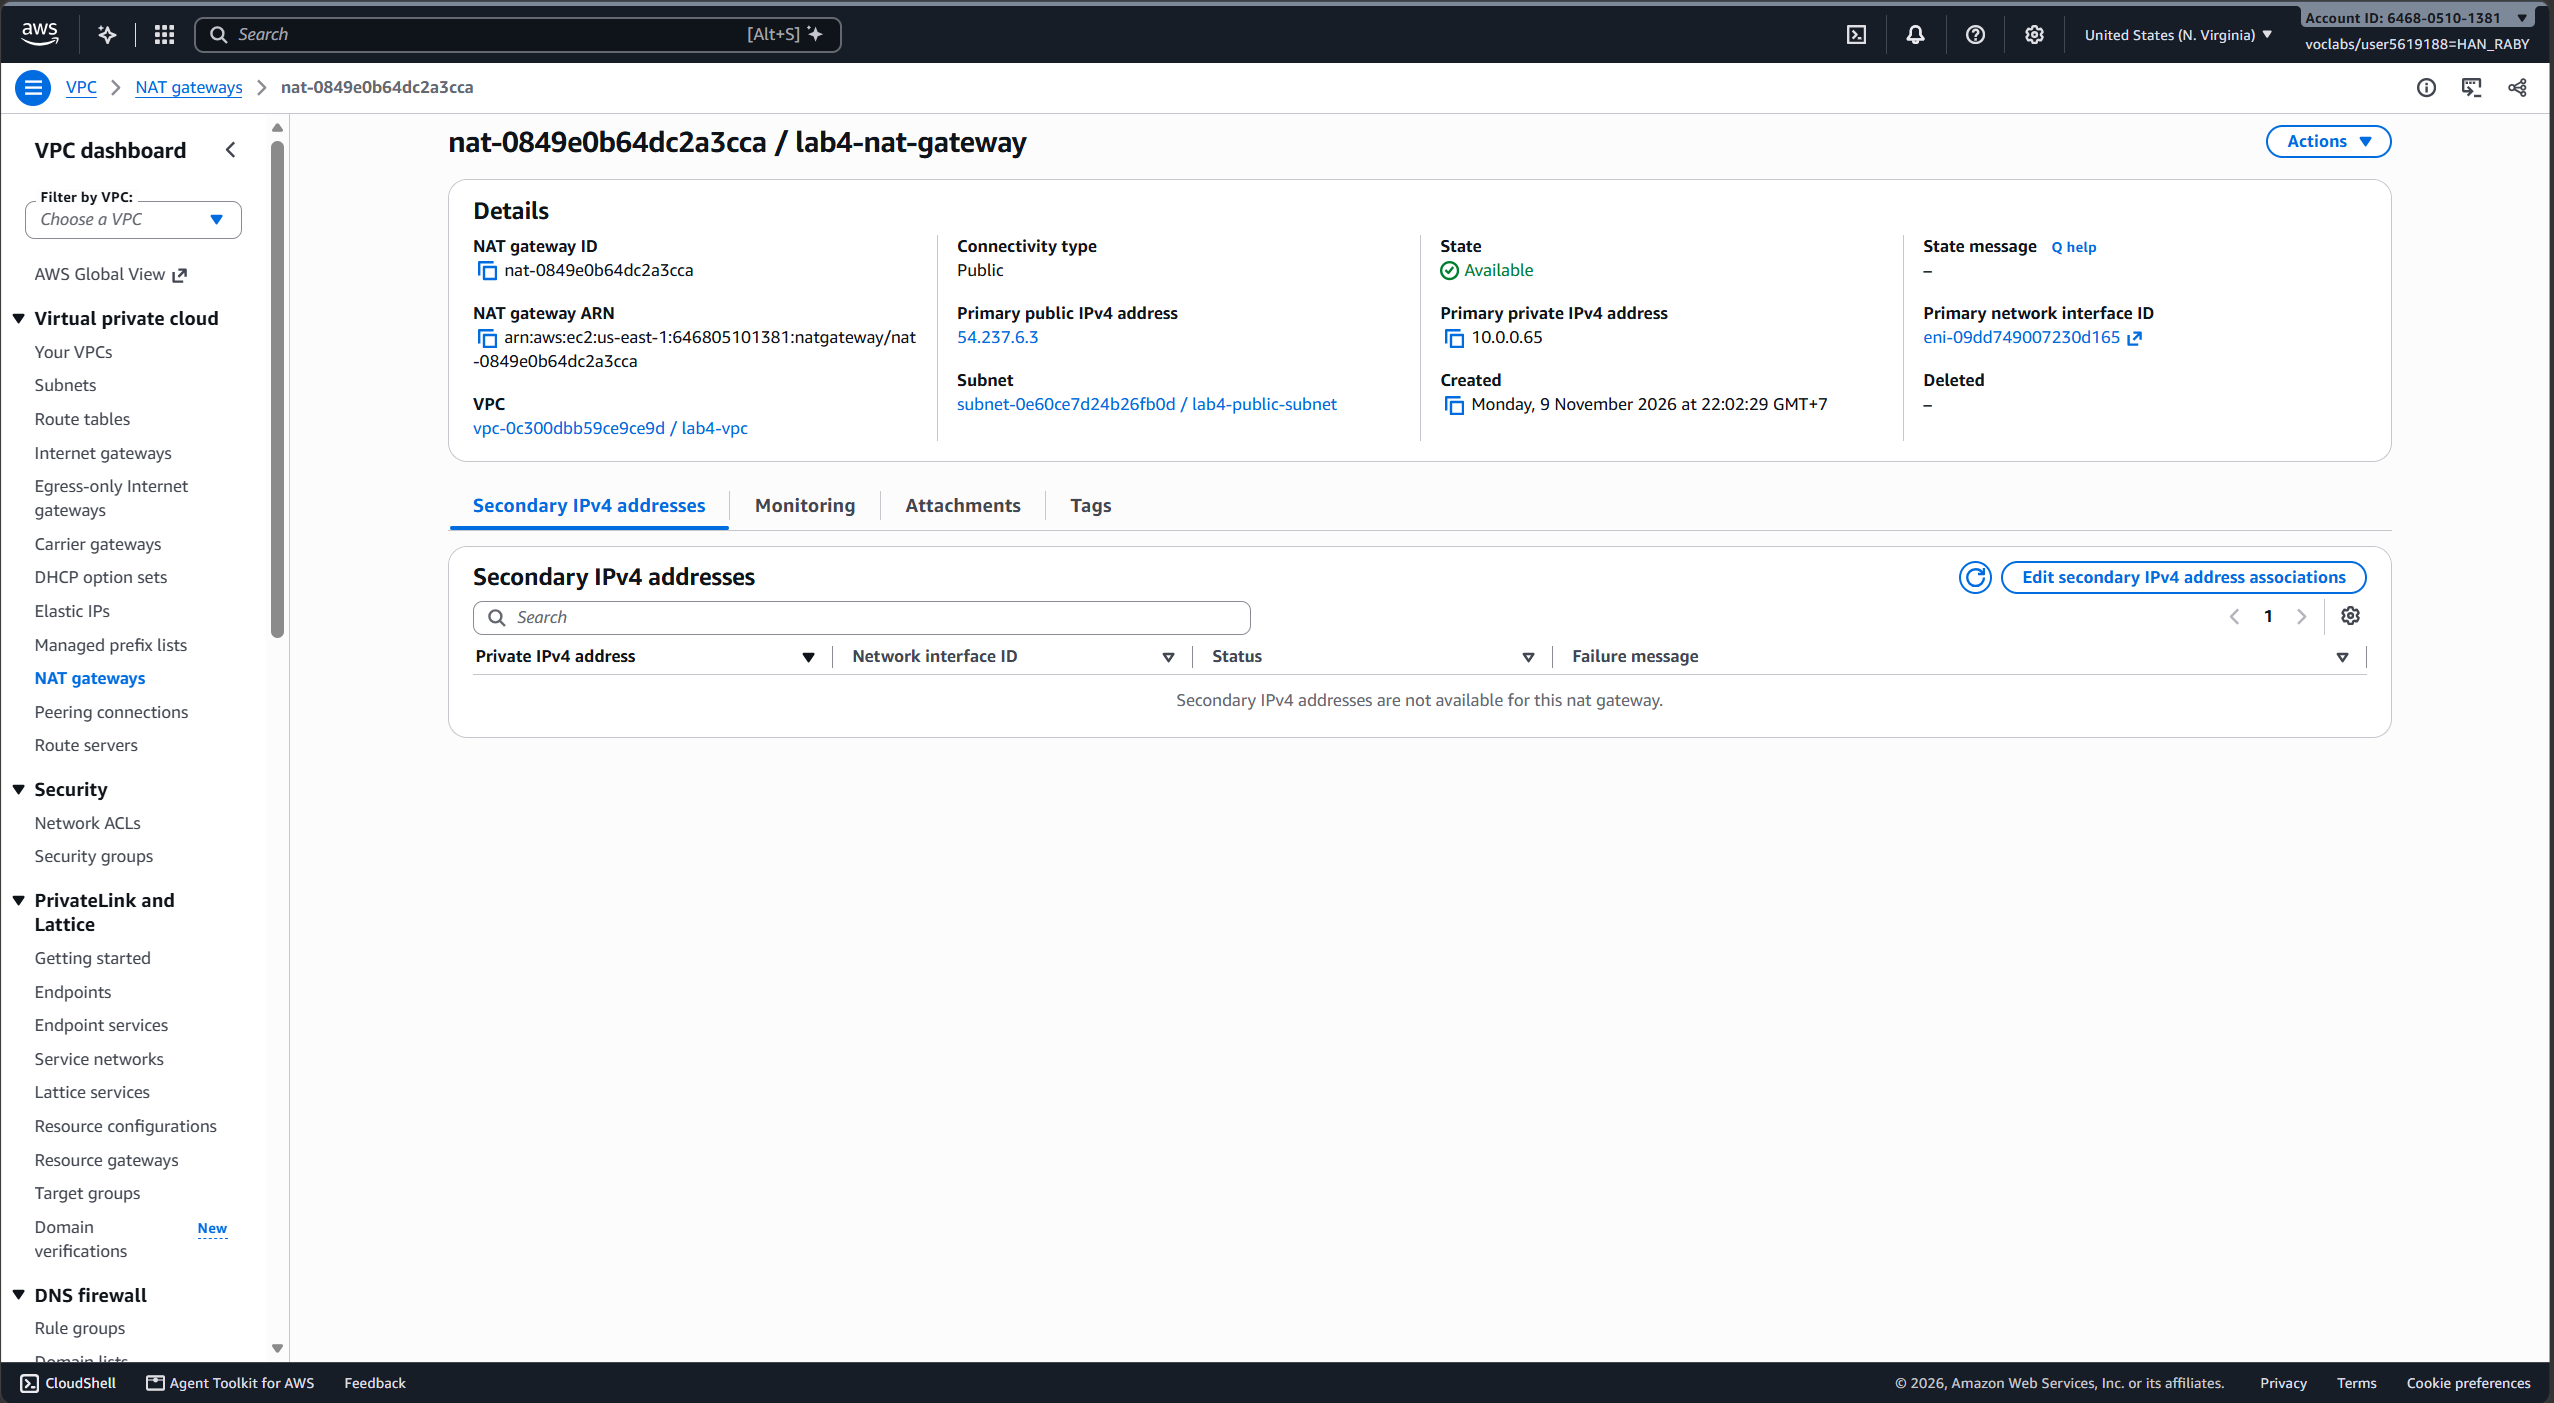 aws
Search [Alt+S]
United States (N. Virginia)
Account ID: 6468-0510-1381
voclabs/user5619188=HAN_RABY
VPC
NAT gateways
nat-0849e0b64dc2a3cca
VPC dashboard
Filter by VPC:
Choose a VPC
AWS Global View
Virtual private cloud
Your VPCs
Subnets
Route tables
Internet gateways
Egress-only Internet
gateways
Carrier gateways
DHCP option sets
Elastic IPs
Managed prefix lists
NAT gateways
Peering connections
Route servers
Security
Network ACLs
Security groups
PrivateLink and
Lattice
Getting started
Endpoints
Endpoint services
Service networks
Lattice services
Resource configurations
Resource gateways
Target groups
Domain
verifications
New
DNS firewall
Rule groups
Domain lists
nat-0849e0b64dc2a3cca / lab4-nat-gateway
Actions
Details
NAT gateway ID
nat-0849e0b64dc2a3cca
NAT gateway ARN
arn:aws:ec2:us-east-1:646805101381:natgateway/nat
-0849e0b64dc2a3cca
VPC
vpc-0c300dbb59ce9ce9d / lab4-vpc
Connectivity type
Public
Primary public IPv4 address
54.237.6.3
Subnet
subnet-0e60ce7d24b26fb0d / lab4-public-subnet
State
Available
Primary private IPv4 address
10.0.0.65
Created
Monday, 9 November 2026 at 22:02:29 GMT+7
State message Q help
–
Primary network interface ID
eni-09dd749007230d165
Deleted
–
Secondary IPv4 addresses
Monitoring
Attachments
Tags
Secondary IPv4 addresses
Edit secondary IPv4 address associations
Search
1
Private IPv4 address
Network interface ID
Status
Failure message
Secondary IPv4 addresses are not available for this nat gateway.
CloudShell
Agent Toolkit for AWS
Feedback
© 2026, Amazon Web Services, Inc. or its affiliates.
Privacy
Terms
Cookie preferences